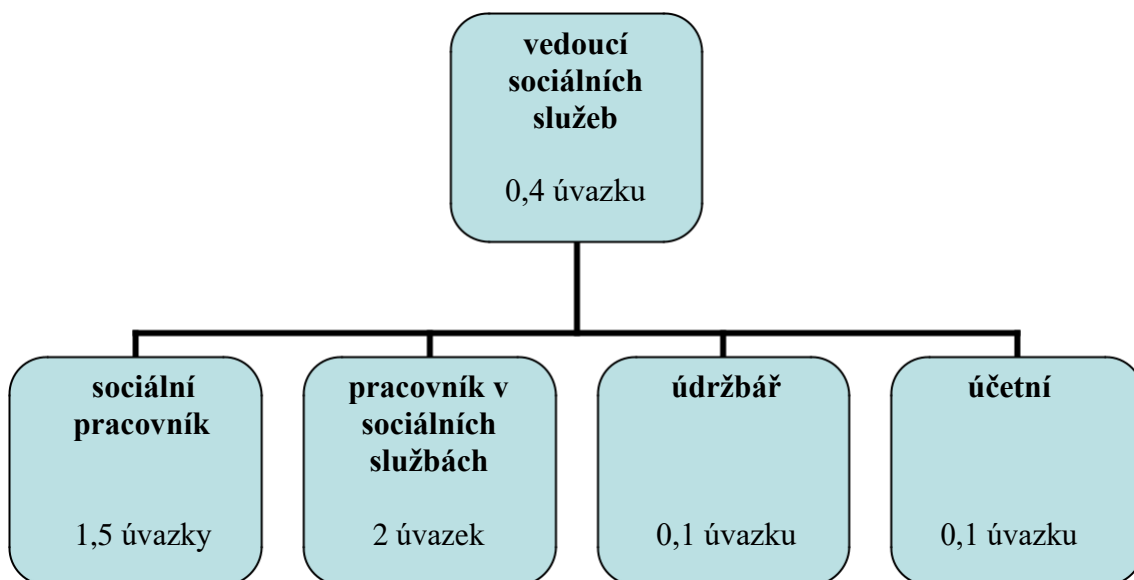 vedoucí
sociálních
služeb
0,4 úvazku
sociální
pracovník
1,5 úvazky
pracovník v
sociálních
službách
2 úvazek
údržbář
0,1 úvazku
účetní
0,1 úvazku